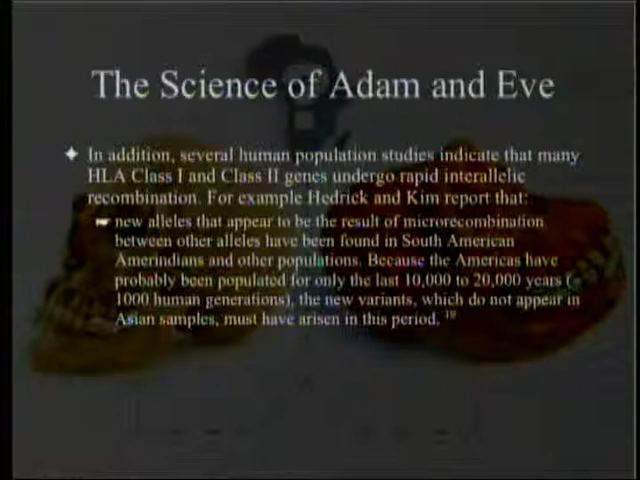 The Science of Adam and Eve
In addition, several human population studies indicate that many
HLA Class I and Class II genes undergo rapid interallelic
recombination. For example Hedrick and Kim report that:
new alleles that appear to be the result of microrecombination
between other alleles have been found in South American
Amerindians and other populations. Because the Americas have
probably been populated for only the last 10,000 to 20,000 years (
1000 human generations), the new variants, which do not appear in
Asian samples, must have arisen in this period.